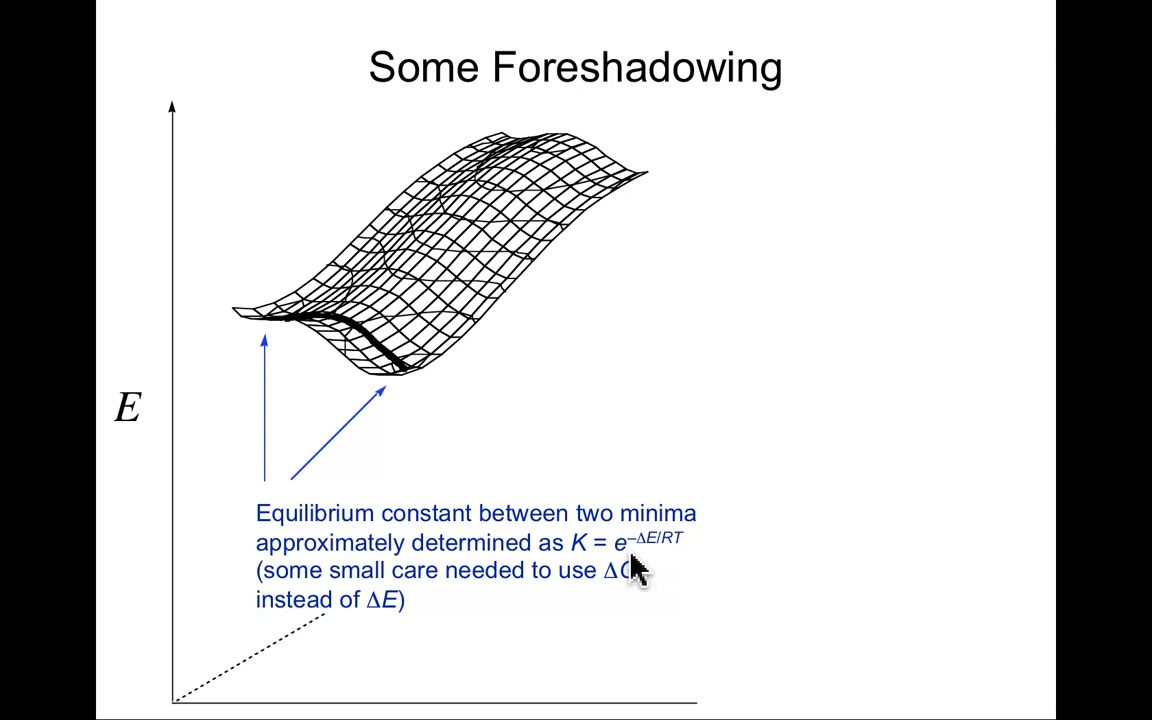 Some Foreshadowing
E
Equilibrium constant between two minima
approximately determined as K = e–ΔE/RT
(some small care needed to use
instead of ΔE)